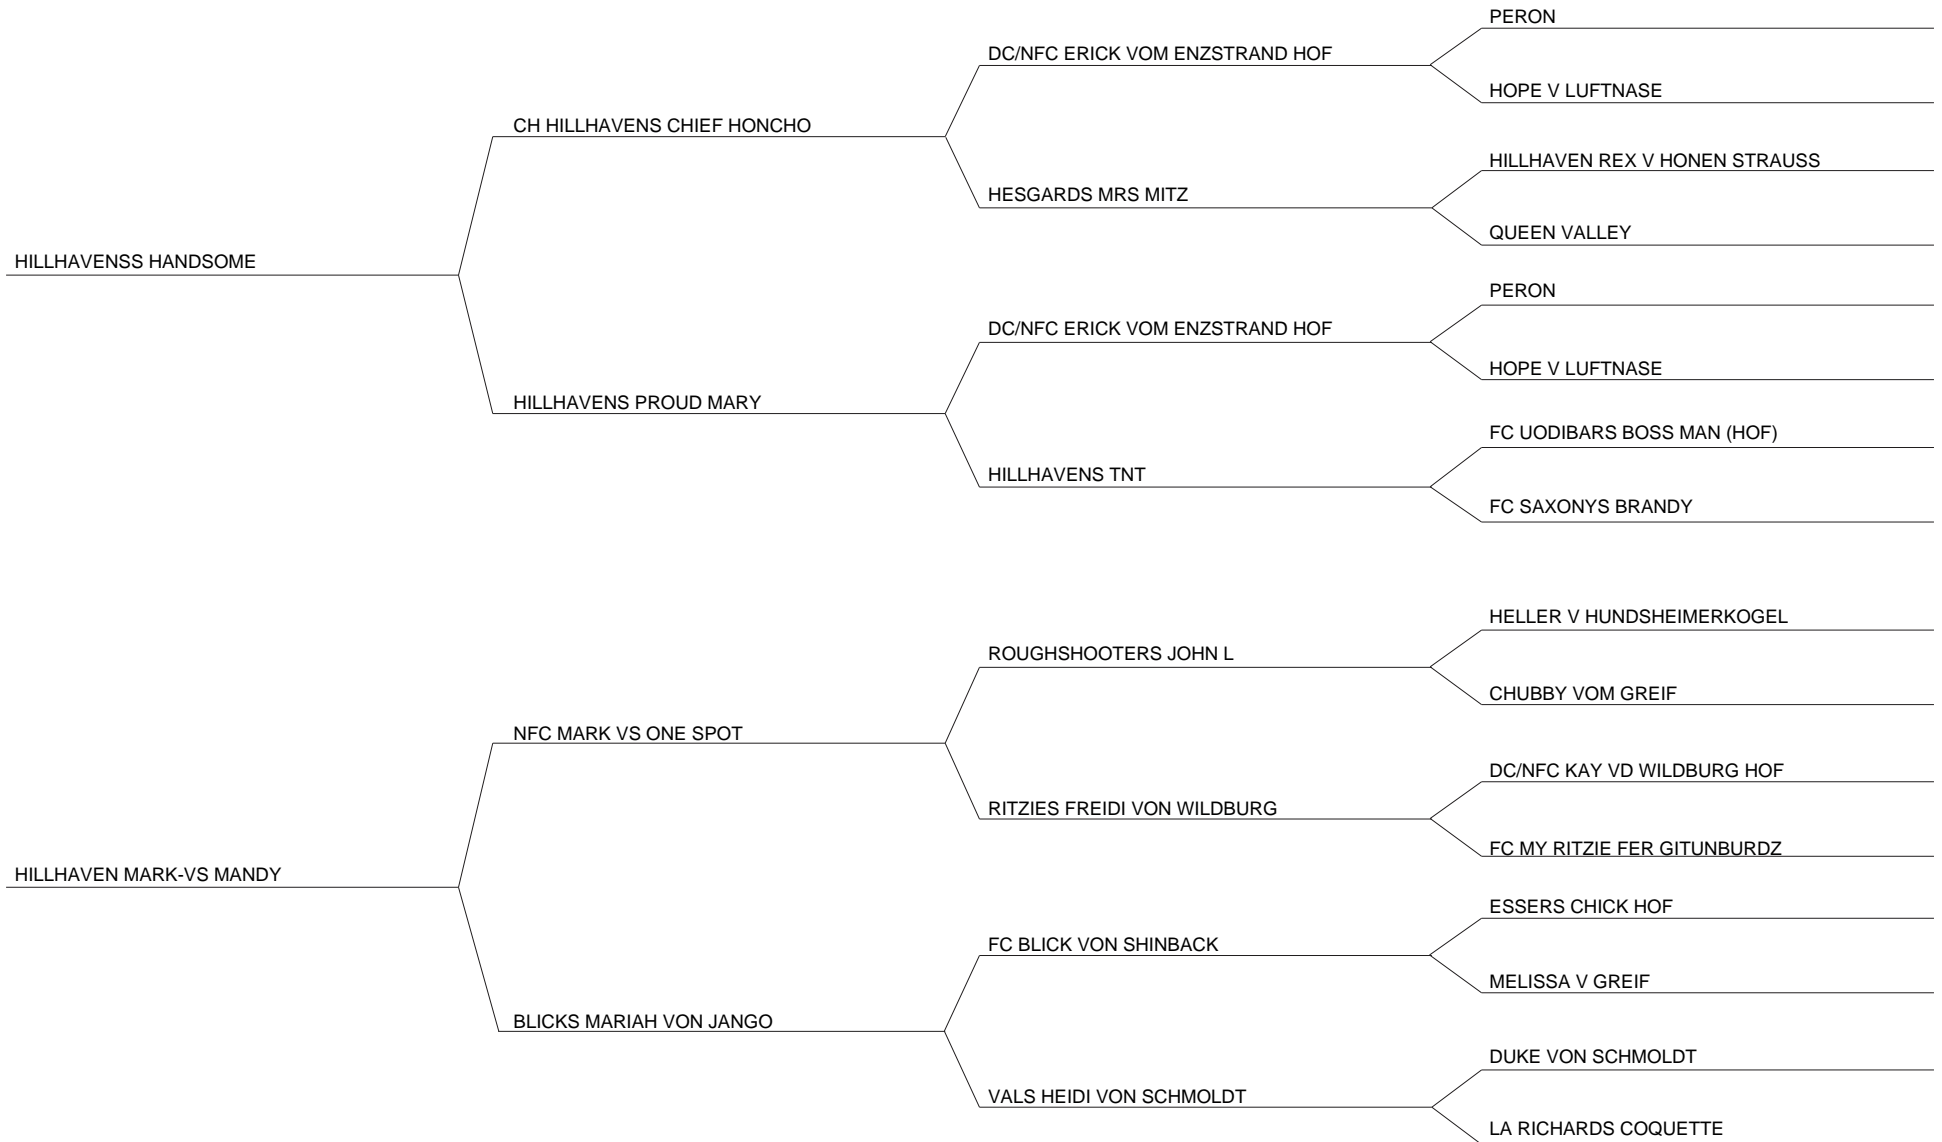 PERON
DC/NFC ERICK VOM ENZSTRAND HOF
HOPE V LUFTNASE
CH HILLHAVENS CHIEF HONCHO
HILLHAVEN REX V HONEN STRAUSS
HESGARDS MRS MITZ
QUEEN VALLEY
HILLHAVENSS HANDSOME
PERON
DC/NFC ERICK VOM ENZSTRAND HOF
HOPE V LUFTNASE
HILLHAVENS PROUD MARY
FC UODIBARS BOSS MAN (HOF)
HILLHAVENS TNT
FC SAXONYS BRANDY
HELLER V HUNDSHEIMERKOGEL
ROUGHSHOOTERS JOHN L
CHUBBY VOM GREIF
NFC MARK VS ONE SPOT
DC/NFC KAY VD WILDBURG HOF
RITZIES FREIDI VON WILDBURG
FC MY RITZIE FER GITUNBURDZ
HILLHAVEN MARK-VS MANDY
ESSERS CHICK HOF
FC BLICK VON SHINBACK
MELISSA V GREIF
BLICKS MARIAH VON JANGO
DUKE VON SCHMOLDT
VALS HEIDI VON SCHMOLDT
LA RICHARDS COQUETTE